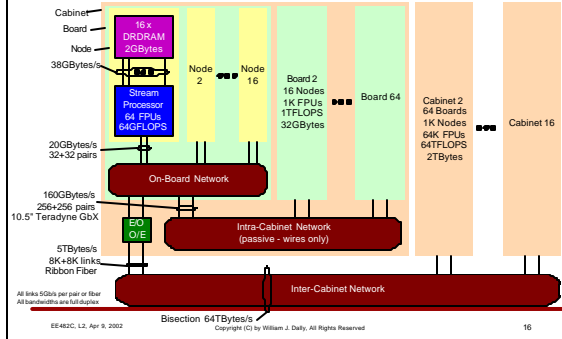 Cabinet
Board
Node
16 x
DRDRAM
2GBytes
38GBytes/s
Stream
Processor
64 FPUs
64GFLOPS
Node
2
Node
16
Board 2
16 Nodes
1K FPUs
1TFLOPS
32GBytes
Board 64
Cabinet 2
64 Boards
1K Nodes
64K FPUs
64TFLOPS
2TBytes
Cabinet 16
20GBytes/s
32+32 pairs
On-Board Network
160GBytes/s
256+256 pairs
10.5" Teradyne GbX
E/O
O/E
Intra-Cabinet Network
(passive - wires only)
5TBytes/s
8K+8K links
Ribbon Fiber
Inter-Cabinet Network
All links 5Gb/s per pair or fiber
All bandwidths are full duplex
Bisection 64TBytes/s
EE482C, L2, Apr 9, 2002
Copyright (C) by William J. Dally, All Rights Reserved
16